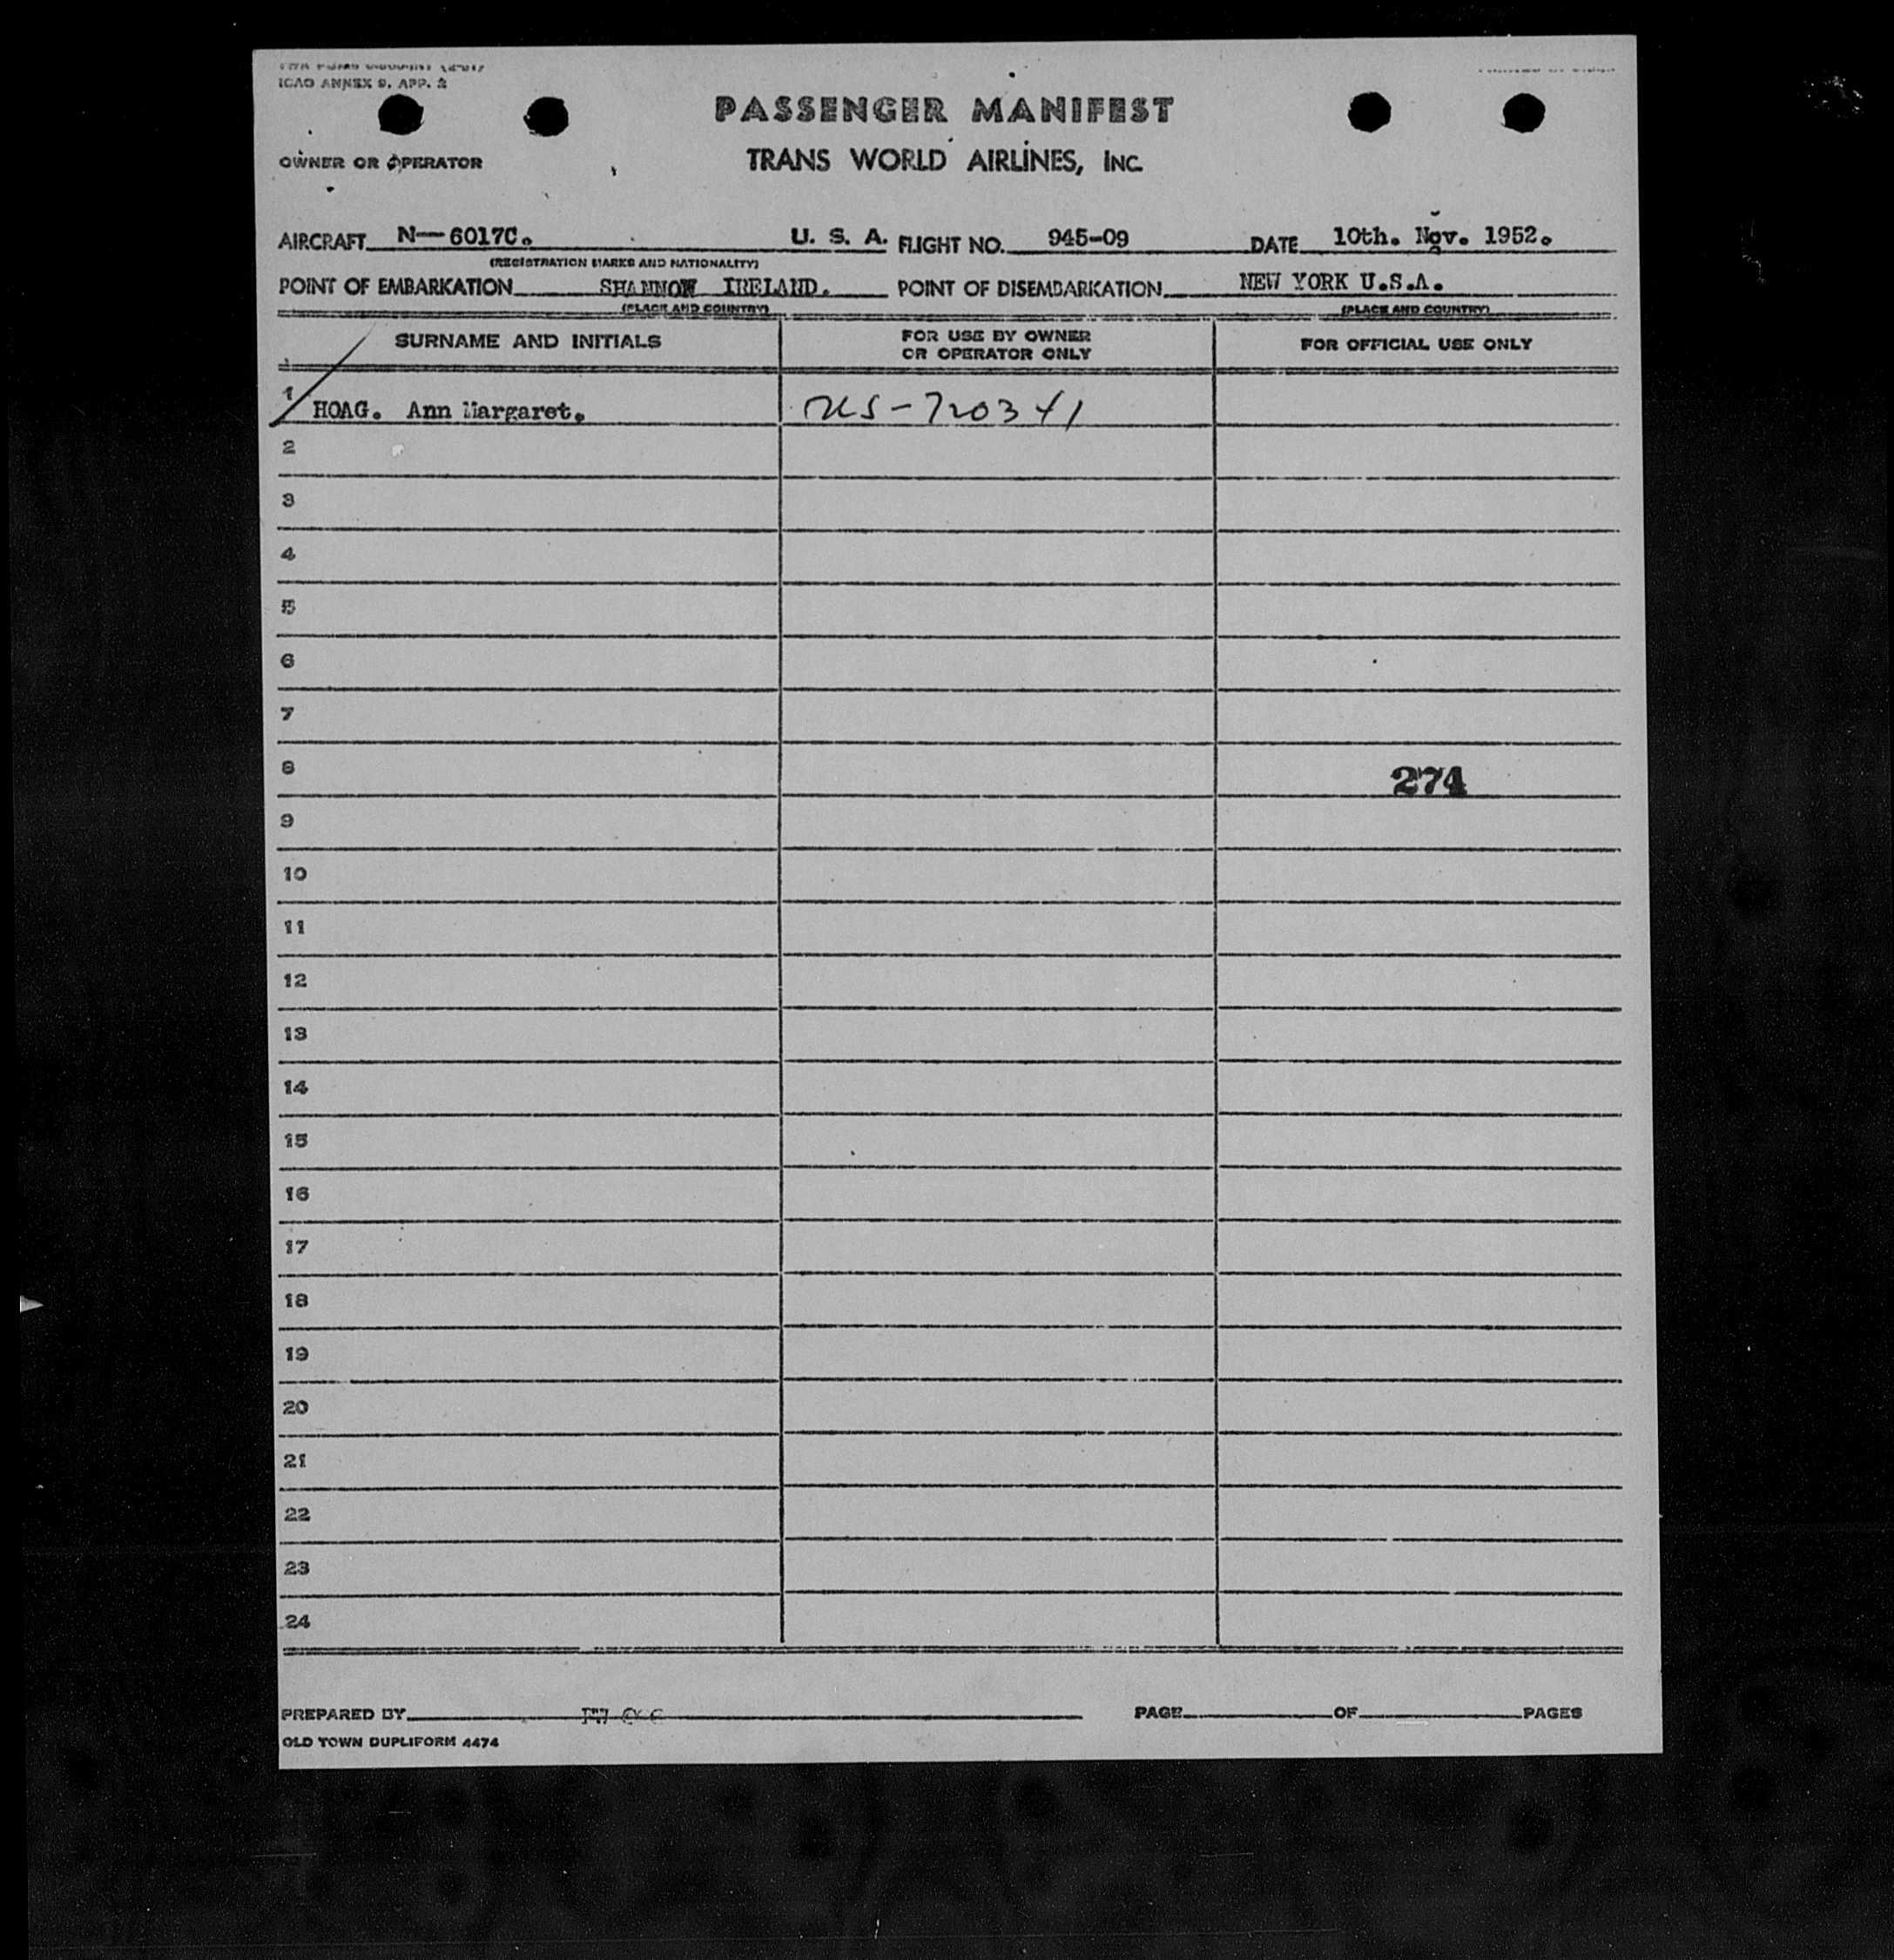 ICAO ANNEX 9, APP. 2
PASSENGER MANIFEST
OWNER OR OPERATOR
TRANS WORLD AIRLINES, INC.
AIRCRAFT N-6017C. U. S. A. FLIGHT NO. 945-09 DATE 10th. Nov. 1952.
(REGISTRATION MARKS AND NATIONALITY)
POINT OF EMBARKATION SHANNON IRELAND. POINT OF DISEMBARKATION NEW YORK U.S.A.
(PLACE AND COUNTRY) (PLACE AND COUNTRY)
SURNAME AND INITIALS FOR USE BY OWNER OR OPERATOR ONLY FOR OFFICIAL USE ONLY
1 HOAG. Ann Margaret. US-720341
2
3
4
5
6
7
8 274
9
10
11
12
13
14
15
16
17
18
19
20
21
22
23
24
PREPARED BY PAGE OF PAGES
OLD TOWN DUPLIFORM 4474